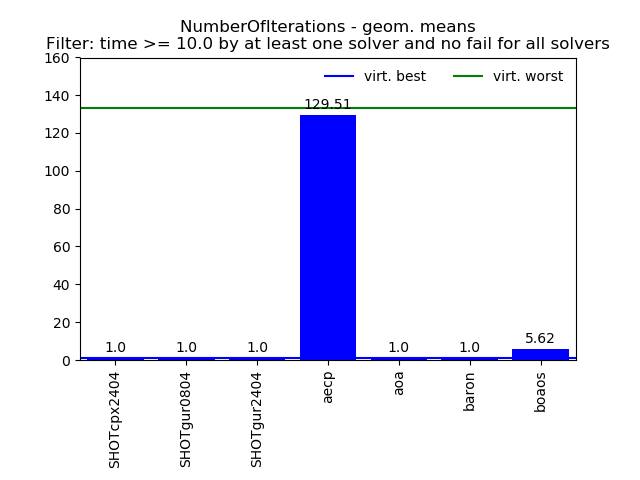 NumberOfIterations - geom. means
Filter: time >= 10.0 by at least one solver and no fail for all solvers
virt. best
virt. worst
160
140
120
100
80
60
40
20
0
1.0
1.0
1.0
129.51
1.0
1.0
5.62
SHOTcpx2404
SHOTgur0804
SHOTgur2404
aecp
aoa
baron
boaos